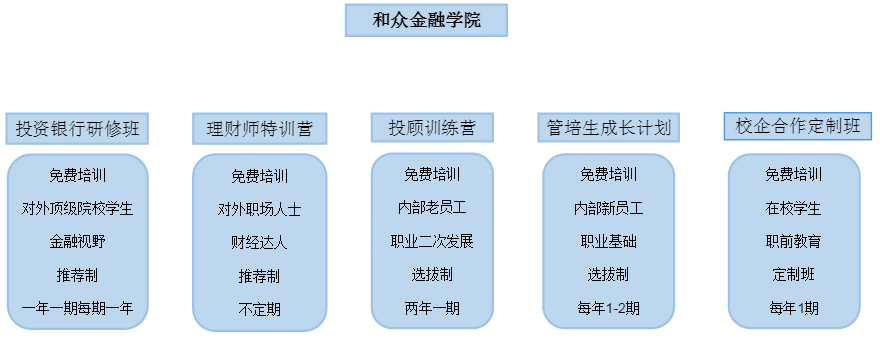 和众金融学院
投资银行研修班
免费培训
对外顶级院校学生
金融视野
推荐制
一年一期每期一年
理财师特训营
免费培训
对外职场人士
财经达人
推荐制
不定期
投顾训练营
免费培训
内部老员工
职业二次发展
选拔制
两年一期
管培生成长计划
免费培训
内部新员工
职业基础
选拔制
每年1-2期
校企合作定制班
免费培训
在校学生
职前教育
定制班
每年1期